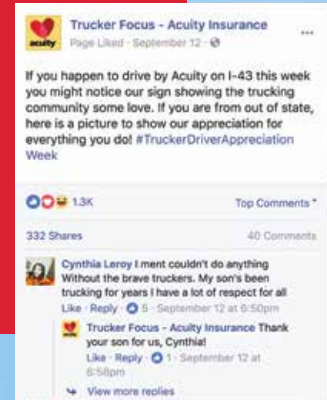 Trucker Focus - Acuity Insurance
acuity
Page Liked · September 12 ·
If you happen to drive by Acuity on I-43 this week
you might notice our sign showing the trucking
community some love. If you are from out of state,
here is a picture to show our appreciation for
everything you do! #TruckerDriverAppreciation
Week
1.3K
Top Comments
332 Shares
40 Comments
Cynthia Leroy I ment couldn't do anything
Without the brave truckers. My son's been
trucking for years I have a lot of respect for all
Like · Reply · 5 · September 12 at 6:50pm
Trucker Focus - Acuity Insurance Thank
your son for us, Cynthia!
Like · Reply · 1 · September 12 at
6:58pm
View more replies